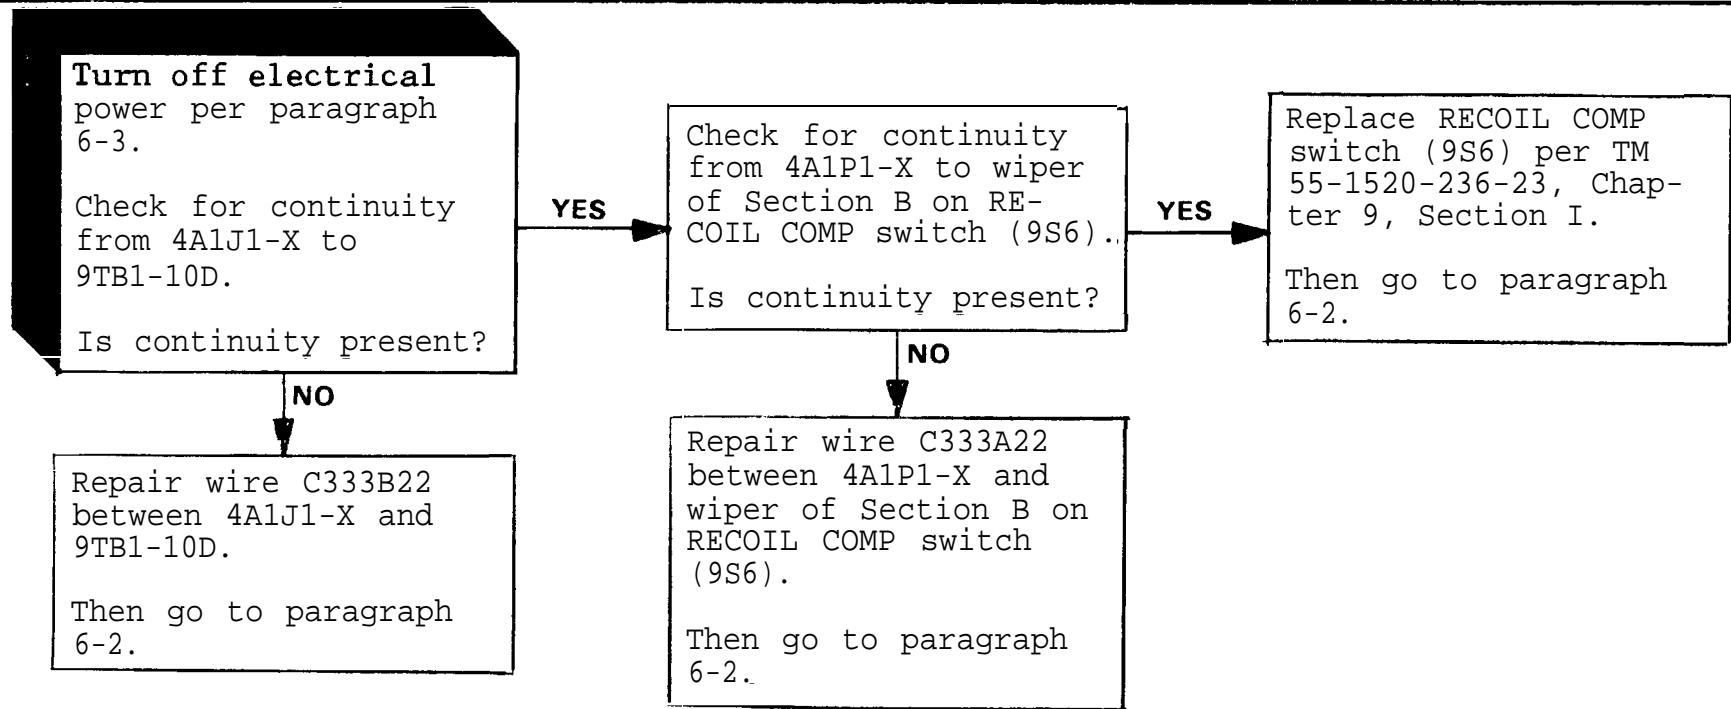 Turn off electrical
power per paragraph
6-3.
Check for continuity
from 4A1J1-X to
9TB1-10D.
Is continuity present?
YES
NO
Repair wire C333B22
between 4A1J1-X and
9TB1-10D.
Then go to paragraph
6-2.
Check for continuity
from 4A1P1-X to wiper
of Section B on RE-
COIL COMP switch (9S6).
Is continuity present?
YES
NO
Repair wire C333A22
between 4A1P1-X and
wiper of Section B on
RECOIL COMP switch
(9S6).
Then go to paragraph
6-2.
Replace RECOIL COMP
switch (9S6) per TM
55-1520-236-23, Chap-
ter 9, Section I.
Then go to paragraph
6-2.